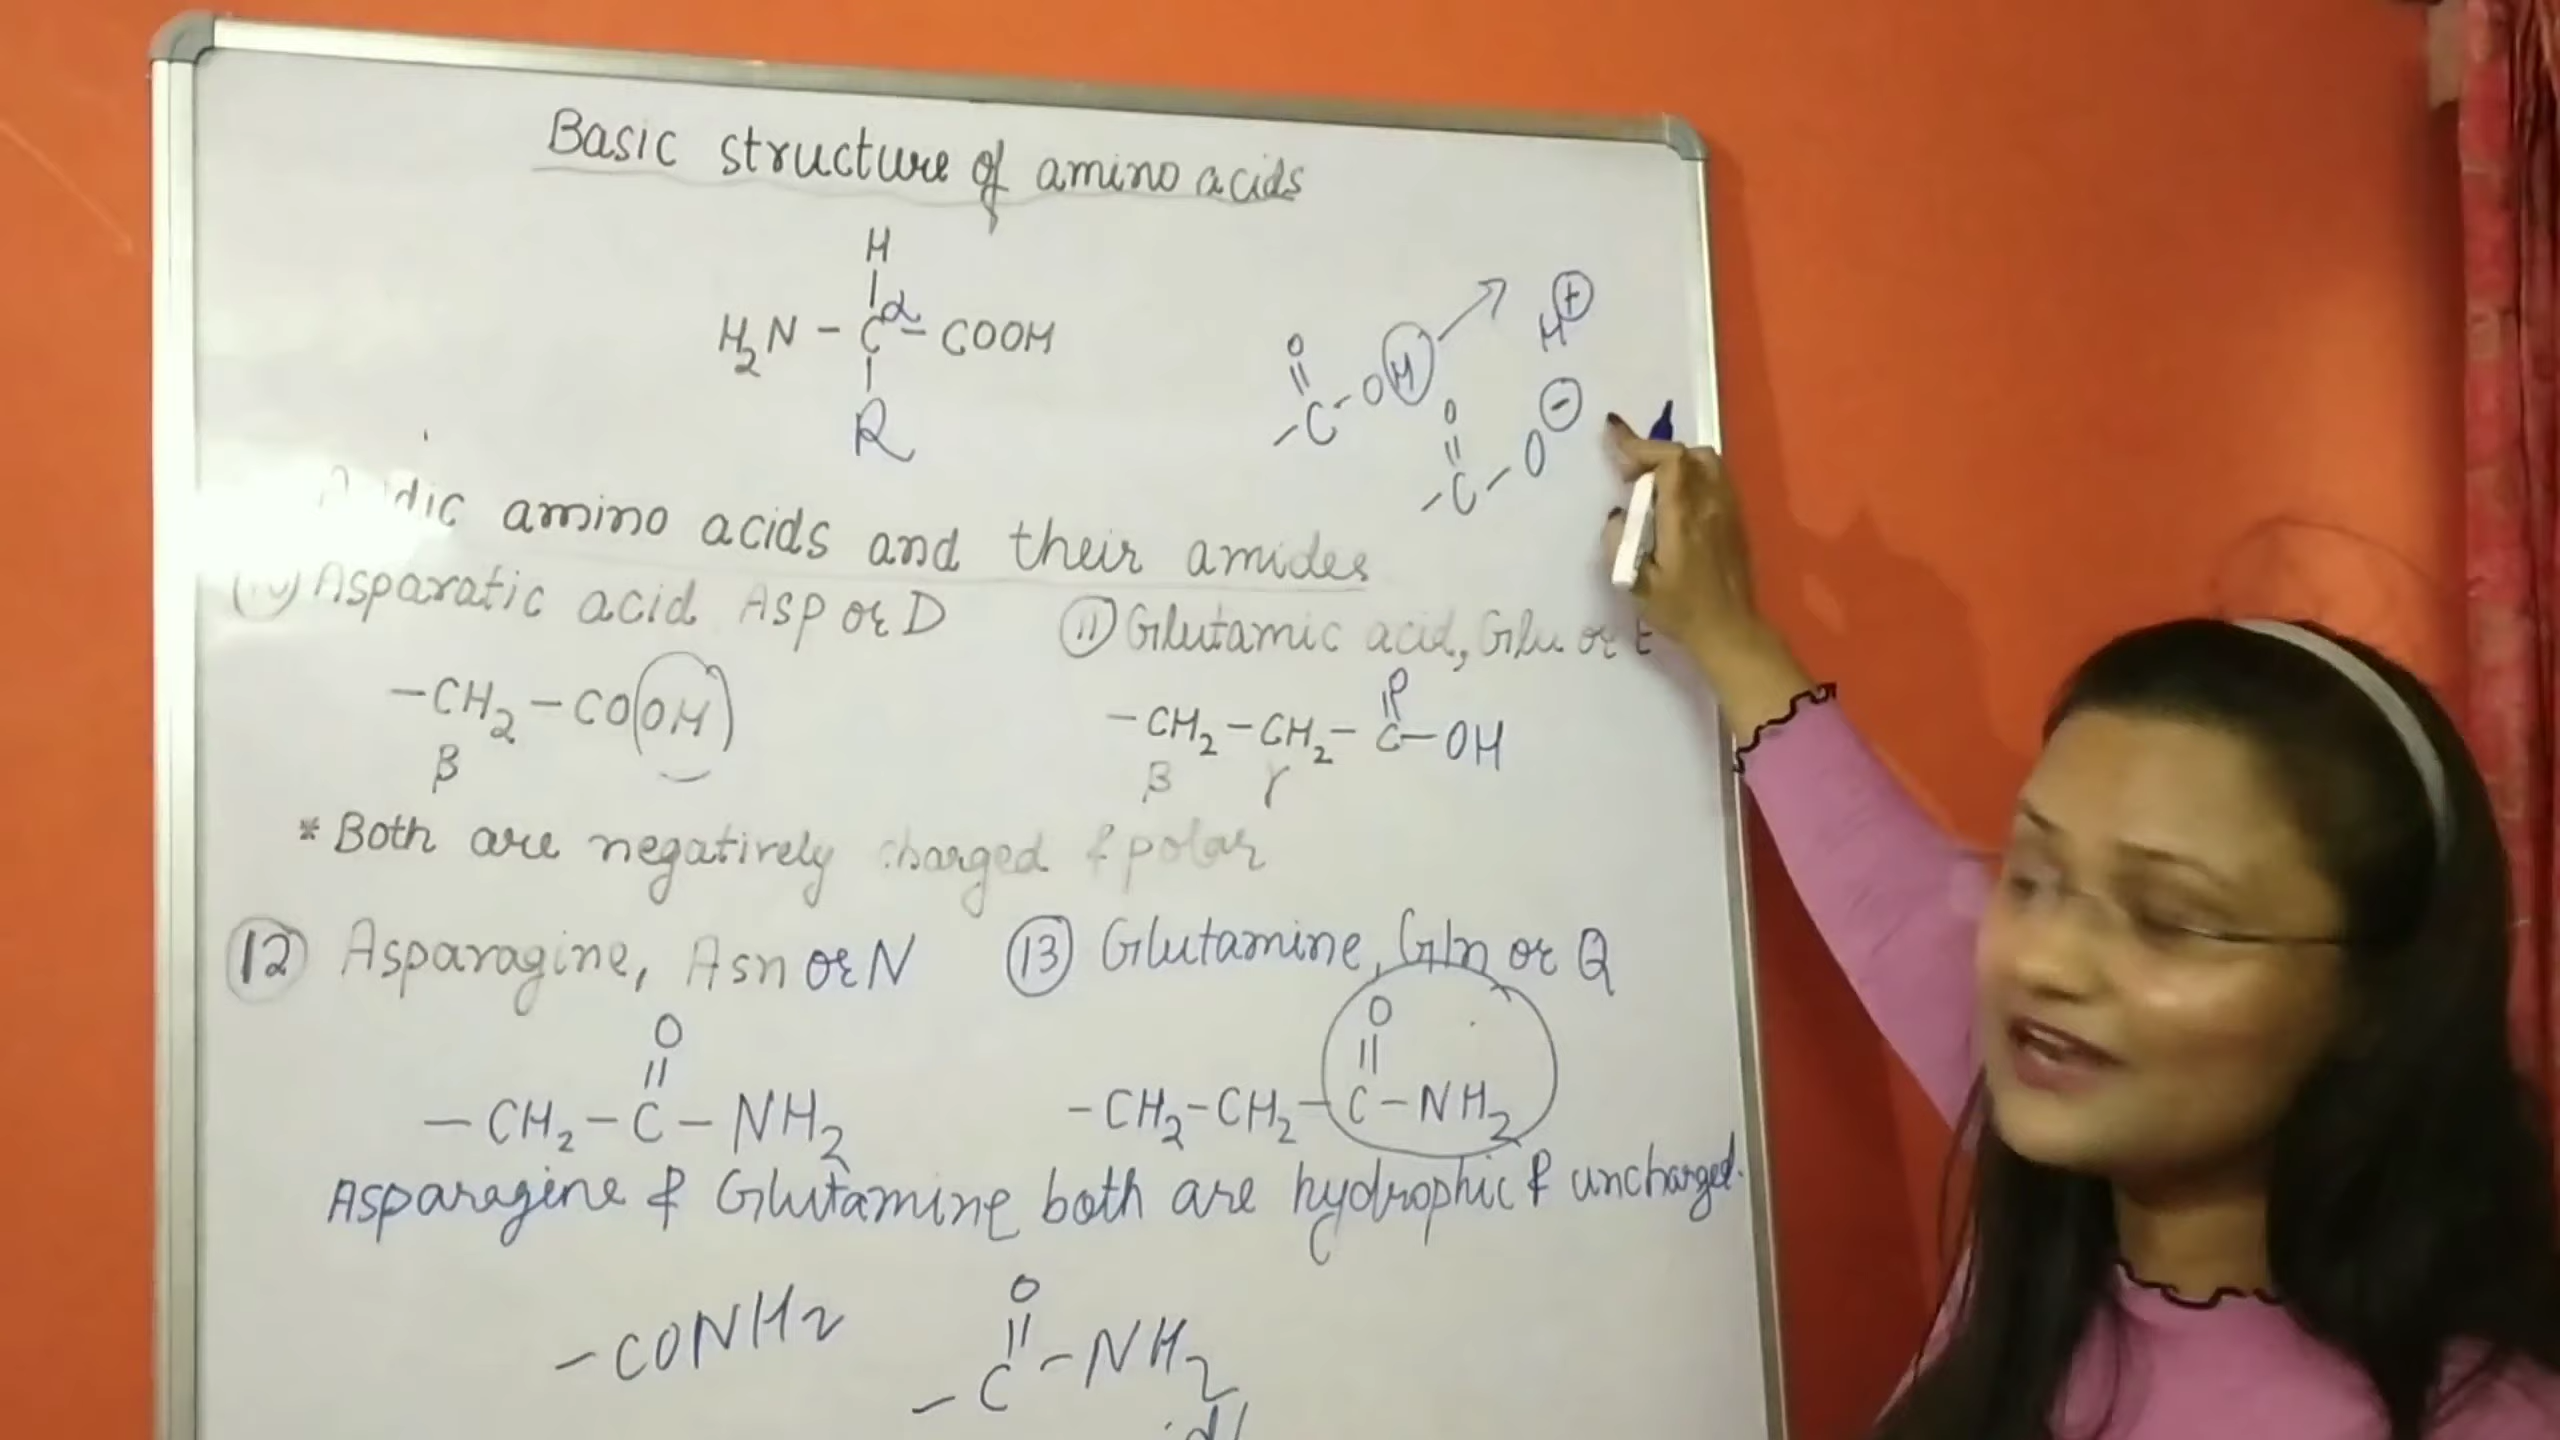 Basic structure of amino acids
H
α
H2N - C - COOH
R
O
- C - OH
H+
O
- C - O-
amino acids and their amides
Asparatic acid Asp or D
(11) Glutamic acid, Glu or E
-CH2-COOH
β
O
-CH2-CH2-C-OH
β γ
* Both are negatively charged & polar
(12) Asparagine, Asn or N
(13) Glutamine, Gln or Q
O
-CH2-C-NH2
O
-CH2-CH2-C-NH2
Asparagine & Glutamine both are hydrophic & uncharged.
-CONH2
O
-C-NH2